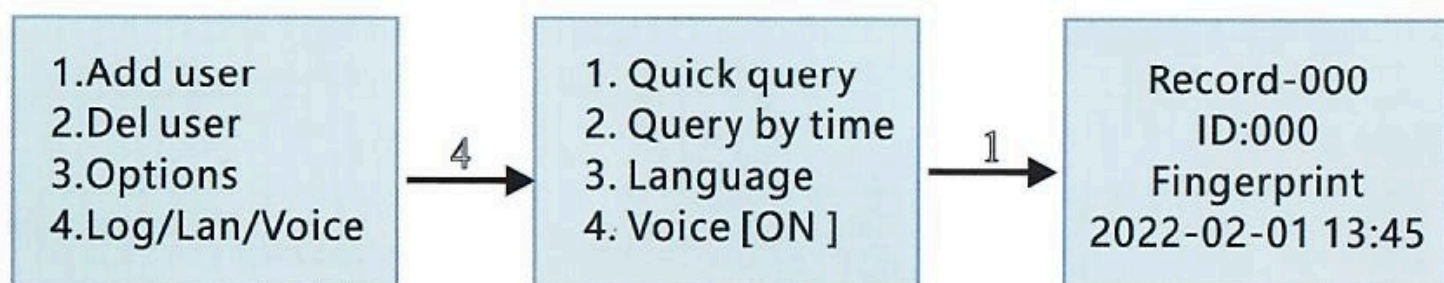 1.Add user
2.Del user
3.Options
4.Log/Lan/Voice
4
1. Quick query
2. Query by time
3. Language
4. Voice [ON ]
1
Record-000
ID:000
Fingerprint
2022-02-01 13:45